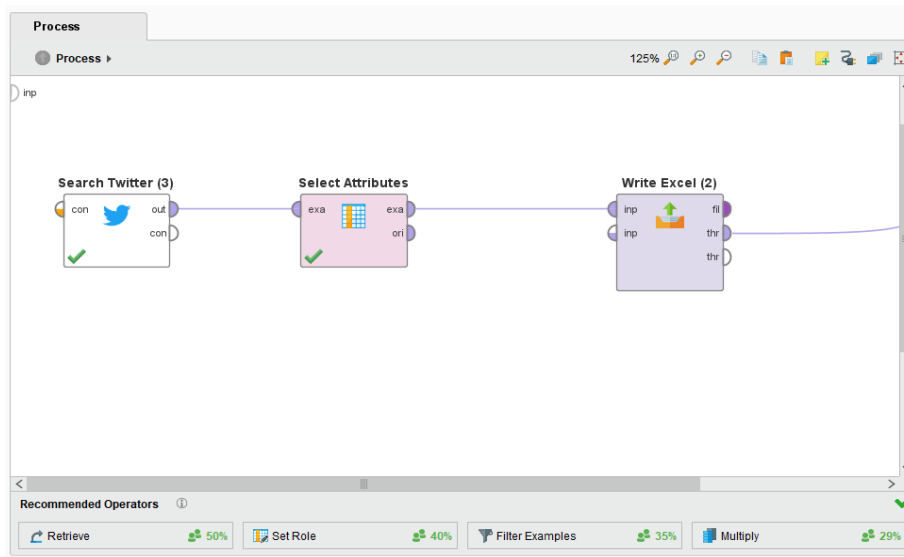 Process
Process
125%
inp
Search Twitter (3)
Select Attributes
Write Excel (2)
con out
con
exa exa
ori
inp fil
inp thr
thr
Recommended Operators
Retrieve 50%
Set Role 40%
Filter Examples 35%
Multiply 29%